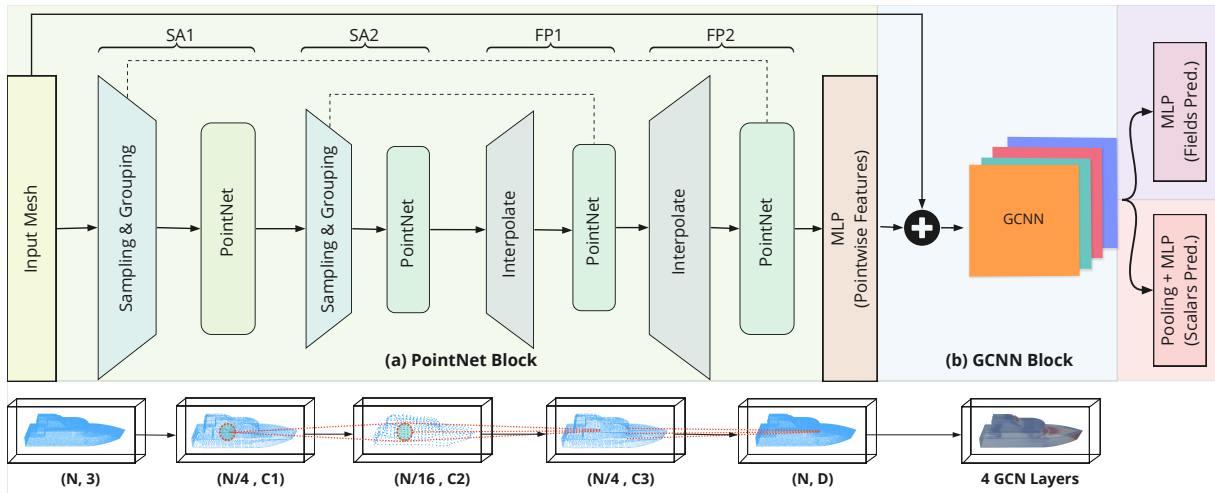 SA1
SA2
FP1
FP2
Input Mesh
Sampling & Grouping
PointNet
Sampling & Grouping
PointNet
Interpolate
PointNet
Interpolate
PointNet
MLP
(Pointwise Features)
GCNN
MLP
(Fields Pred.)
Pooling + MLP
(Scalars Pred.)
(a) PointNet Block
(b) GCNN Block
(N, 3)
(N/4 , C1)
(N/16 , C2)
(N/4 , C3)
(N, D)
4 GCN Layers